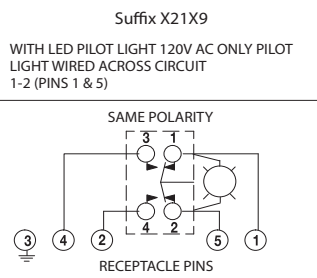 Suffix X21X9
WITH LED PILOT LIGHT 120V AC ONLY PILOT
LIGHT WIRED ACROSS CIRCUIT
1-2 (PINS 1 & 5)
SAME POLARITY
3 1
4 2
3 4 2 5 1
RECEPTACLE PINS